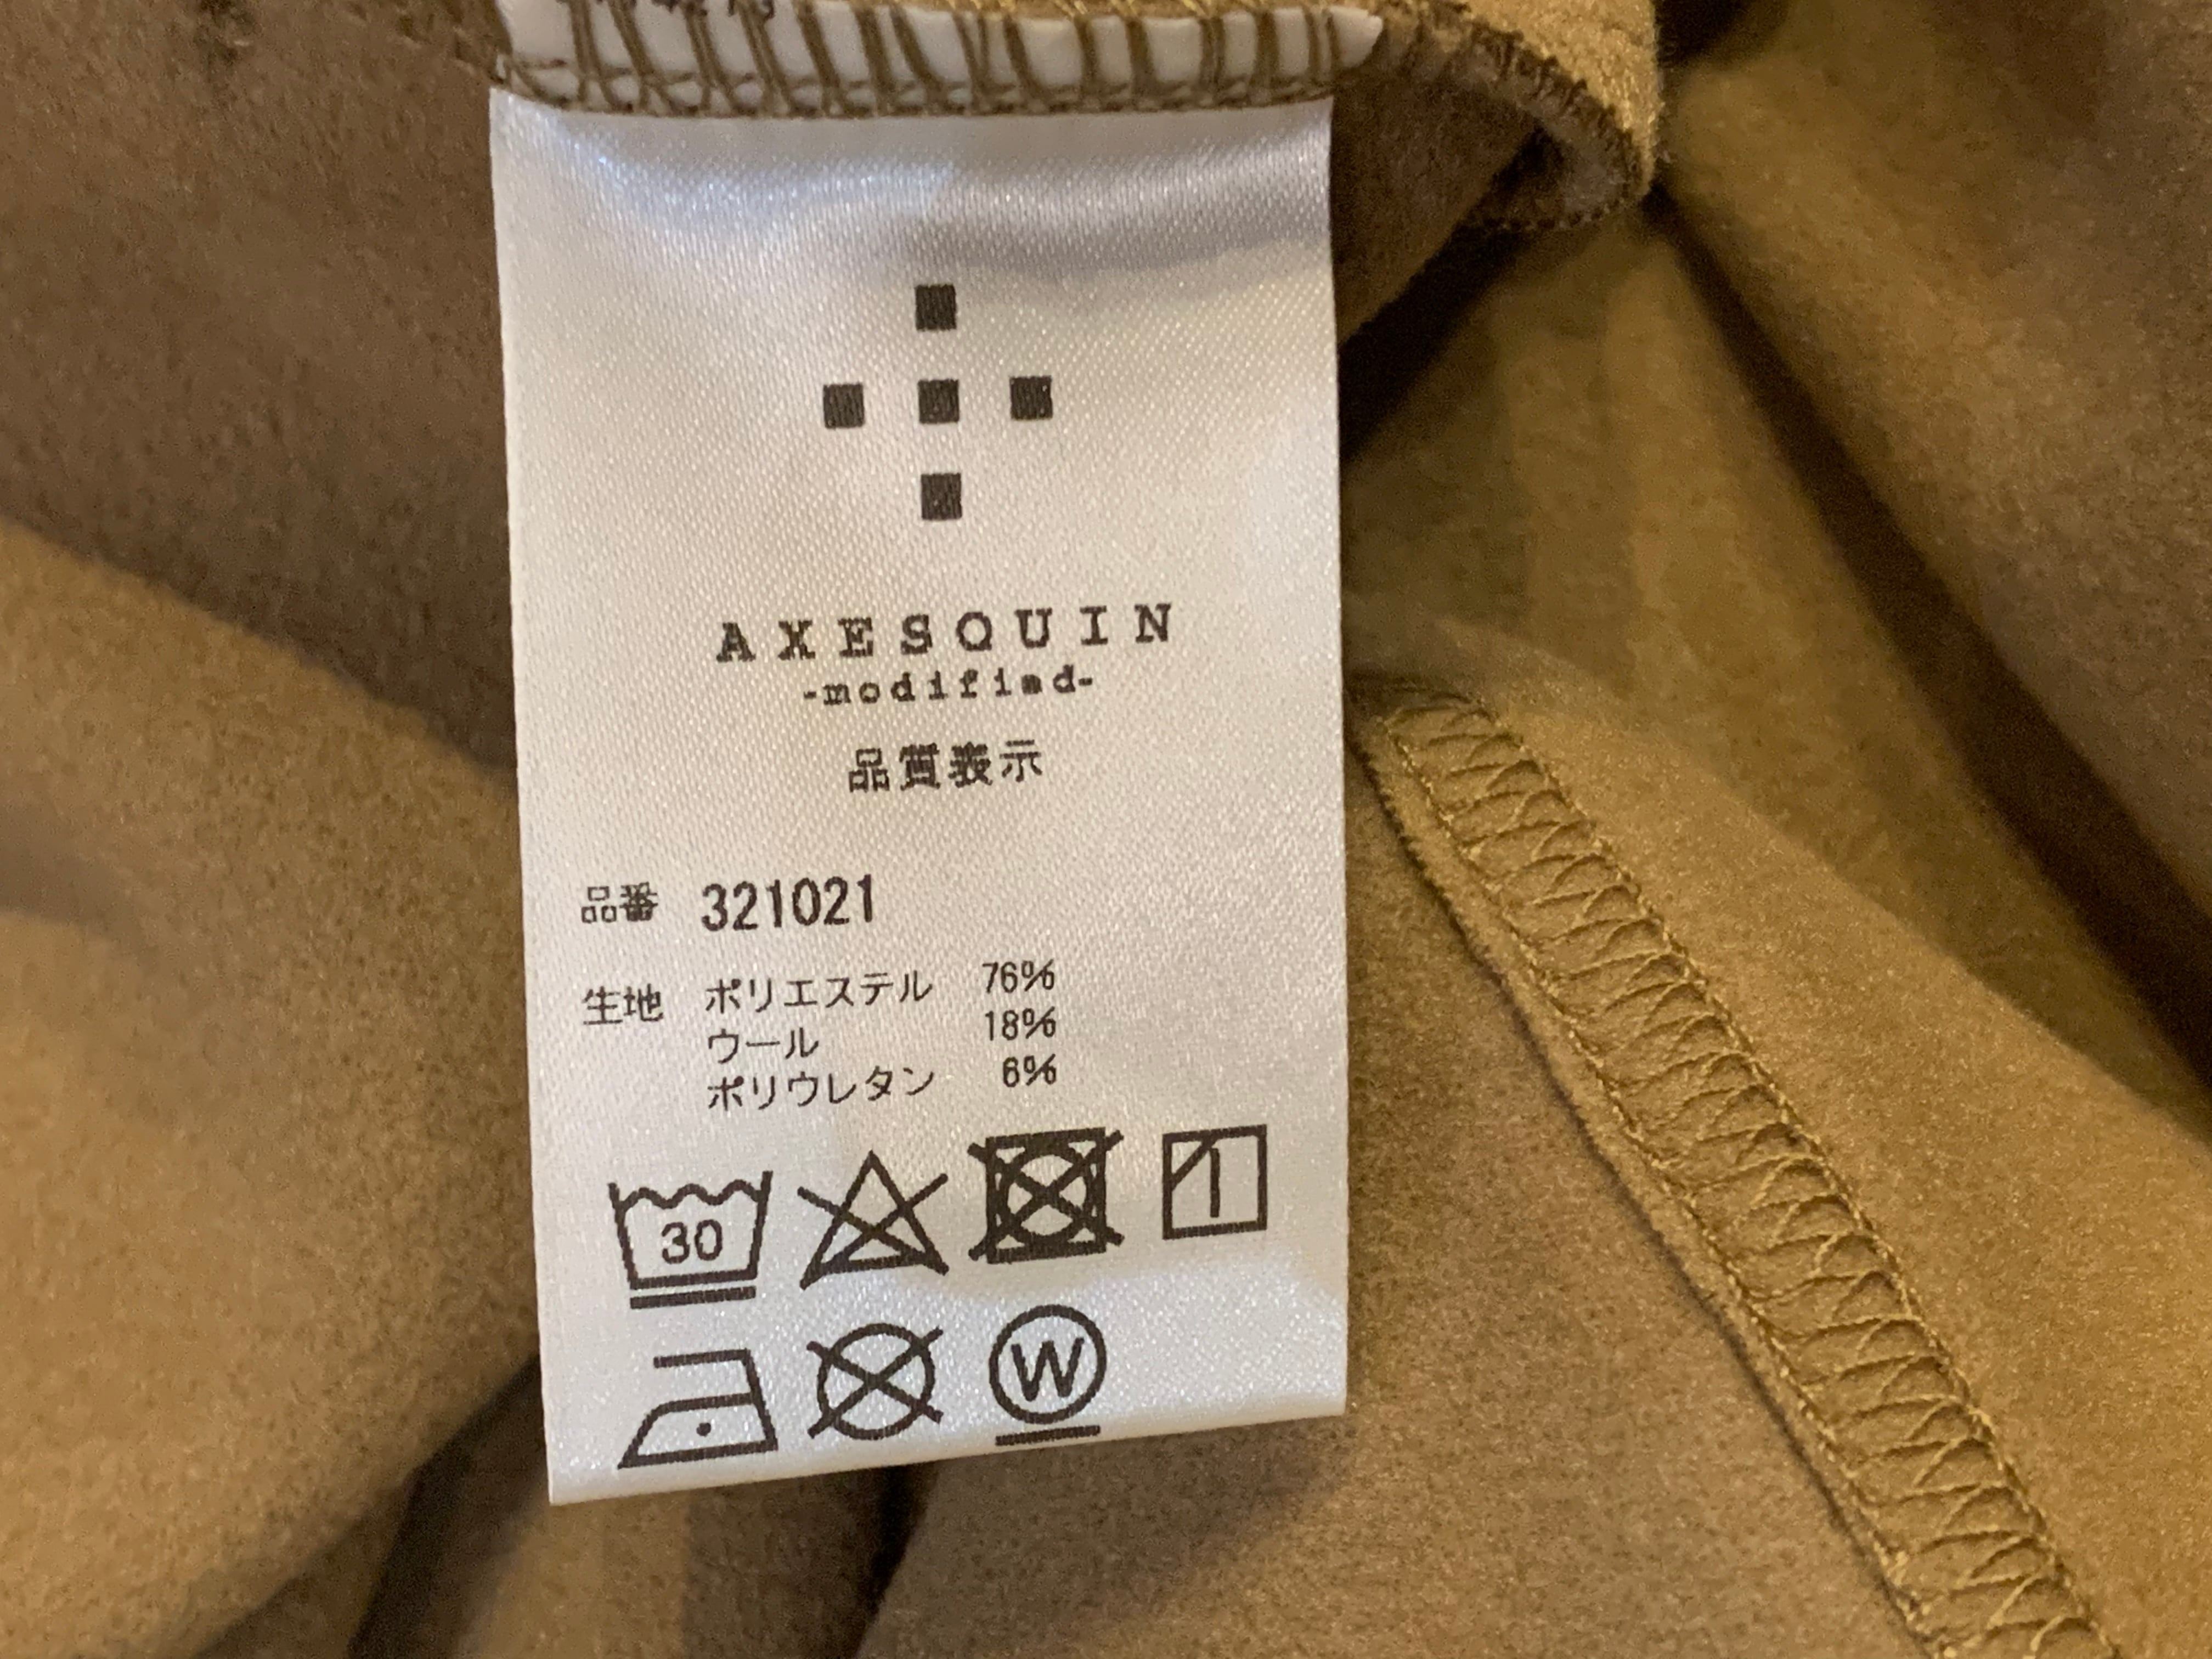 AXESQUIN
-modified-
品質表示
品番 321021
生地 ポリエステル 76%
ウール 18%
ポリウレタン 6%
30
W